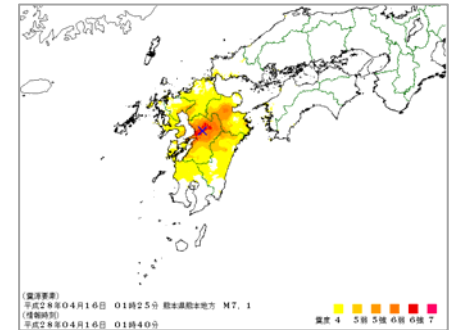 (震源要素)
平成28年04月16日 01時25分 熊本県熊本地方 M7.1
(情報時刻)
平成28年04月16日 01時40分
震度 4 5弱 5強 6弱 6強 7